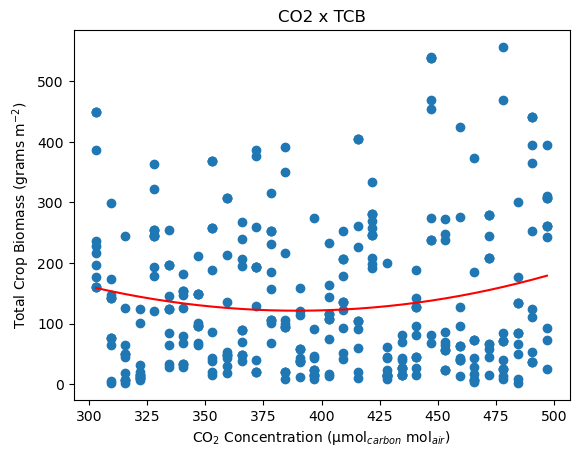 CO2 x TCB
Total Crop Biomass (grams m⁻²)
500
400
300
200
100
0
300 325 350 375 400 425 450 475 500
CO₂ Concentration (μmol_carbon mol_air)